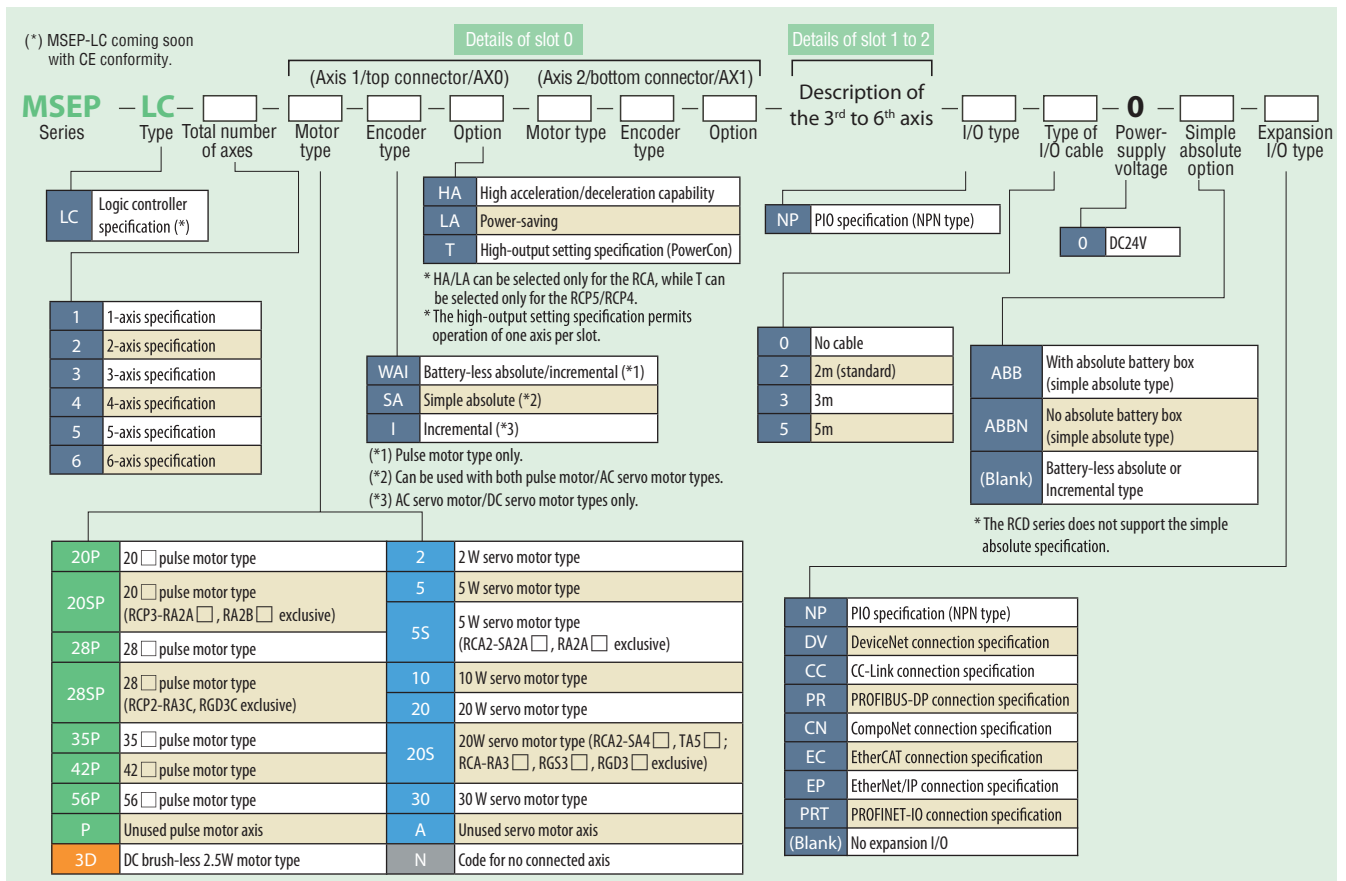 (*) MSEP-LC coming soon
with CE conformity.
Details of slot 0
Details of slot 1 to 2
(Axis 1/top connector/AX0)
(Axis 2/bottom connector/AX1)
Description of
the 3rd to 6th axis
MSEP – LC – □ – □ – □ – □ – □ – □ – □ – – □ – □ – 0 – □ – □
Series
Type
Total number
of axes
Motor
type
Encoder
type
Option
Motor type
Encoder
type
Option
I/O type
Type of
I/O cable
Power-
supply
voltage
Simple
absolute
option
Expansion
I/O type
LC
Logic controller
specification (*)
HA High acceleration/deceleration capability
LA Power-saving
T High-output setting specification (PowerCon)
* HA/LA can be selected only for the RCA, while T can
be selected only for the RCP5/RCP4.
* The high-output setting specification permits
operation of one axis per slot.
NP PIO specification (NPN type)
0 DC24V
1 1-axis specification
2 2-axis specification
3 3-axis specification
4 4-axis specification
5 5-axis specification
6 6-axis specification
WAI Battery-less absolute/incremental (*1)
SA Simple absolute (*2)
I Incremental (*3)
(*1) Pulse motor type only.
(*2) Can be used with both pulse motor/AC servo motor types.
(*3) AC servo motor/DC servo motor types only.
0 No cable
2 2m (standard)
3 3m
5 5m
ABB
With absolute battery box
(simple absolute type)
ABBN
No absolute battery box
(simple absolute type)
(Blank)
Battery-less absolute or
Incremental type
* The RCD series does not support the simple
absolute specification.
20P 20 □ pulse motor type
20SP
20 □ pulse motor type
(RCP3-RA2A □ , RA2B □ exclusive)
28P 28 □ pulse motor type
28SP
28 □ pulse motor type
(RCP2-RA3C, RGD3C exclusive)
35P 35 □ pulse motor type
42P 42 □ pulse motor type
56P 56 □ pulse motor type
P Unused pulse motor axis
3D DC brush-less 2.5W motor type
2 2 W servo motor type
5 5 W servo motor type
5S
5 W servo motor type
(RCA2-SA2A □ , RA2A □ exclusive)
10 10 W servo motor type
20 20 W servo motor type
20S
20W servo motor type (RCA2-SA4 □ , TA5 □ ;
RCA-RA3 □ , RGS3 □ , RGD3 □ exclusive)
30 30 W servo motor type
A Unused servo motor axis
N Code for no connected axis
NP PIO specification (NPN type)
DV DeviceNet connection specification
CC CC-Link connection specification
PR PROFIBUS-DP connection specification
CN CompoNet connection specification
EC EtherCAT connection specification
EP EtherNet/IP connection specification
PRT PROFINET-IO connection specification
(Blank) No expansion I/O